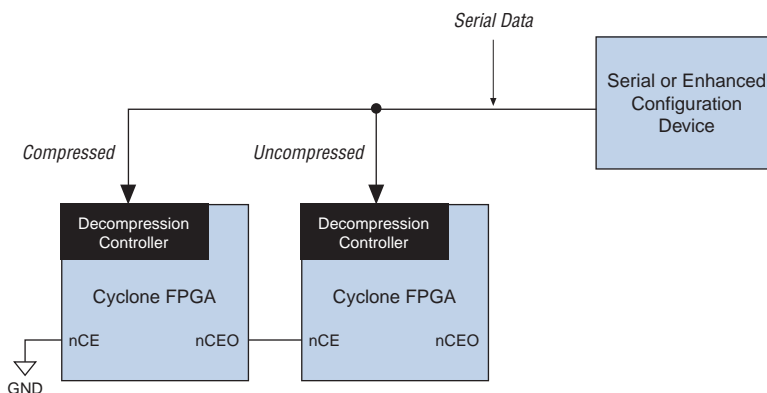 Serial Data
Serial or Enhanced
Configuration
Device
Compressed
Uncompressed
Decompression
Controller
Decompression
Controller
Cyclone FPGA
Cyclone FPGA
nCE
nCEO
nCE
nCEO
GND